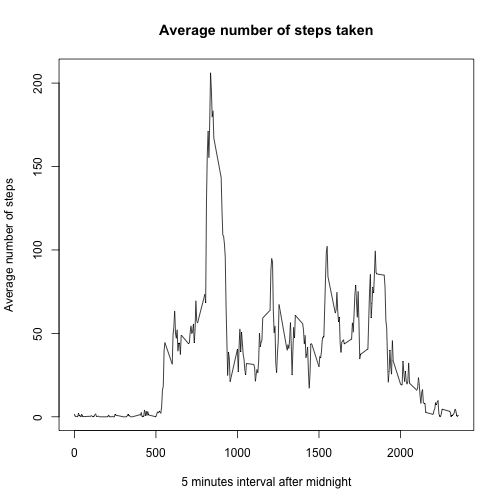 Average number of steps taken
Average number of steps
200
150
100
50
0
0 500 1000 1500 2000
5 minutes interval after midnight